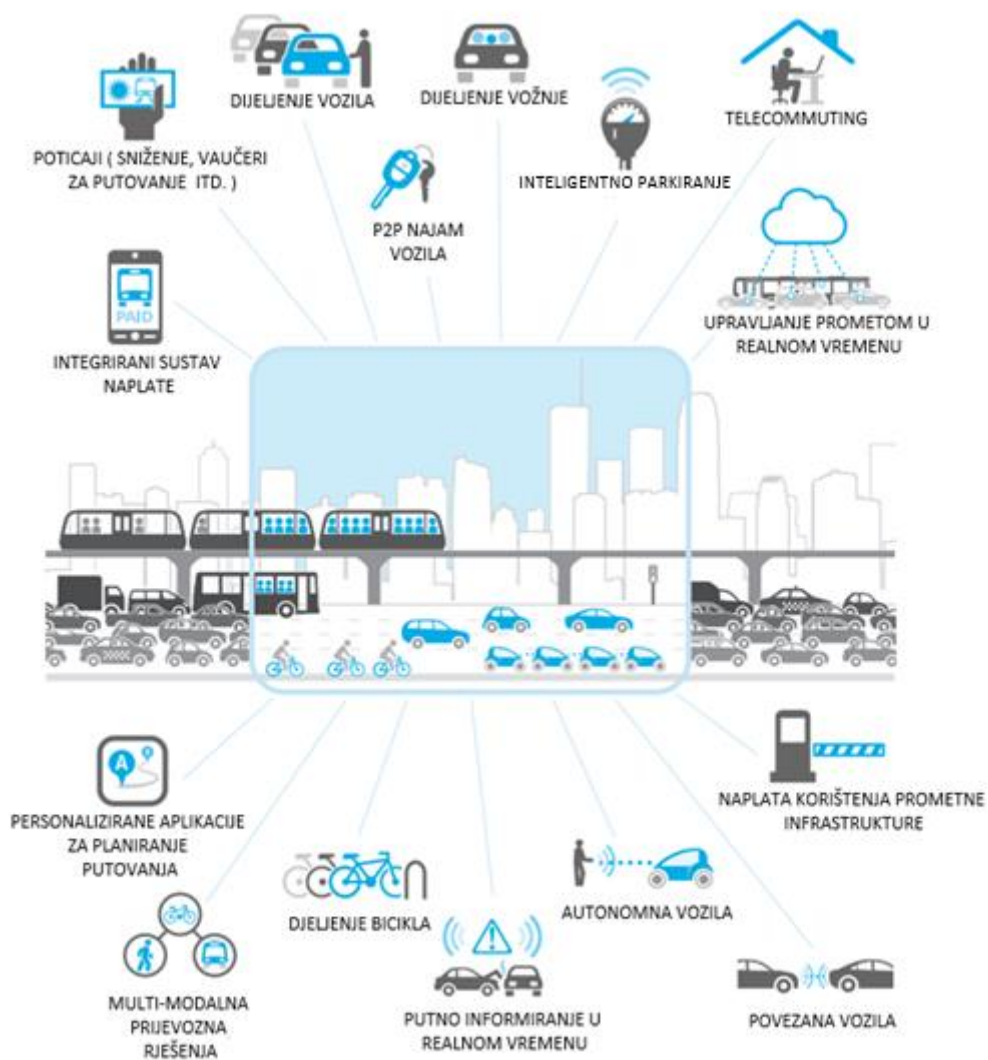 DIJELJENJE VOZILA
DIJELJENJE VOŽNJE
TELECOMMUTING
POTICAJI ( SNIŽENJE, VAUČERI
ZA PUTOVANJE ITD. )
INTELIGENTNO PARKIRANJE
P2P NAJAM
VOZILA
PAID
INTEGRIRANI SUSTAV
NAPLATE
UPRAVLJANJE PROMETOM U
REALNOM VREMENU
A
B
PERSONALIZIRANE APLIKACIJE
ZA PLANIRANJE
PUTOVANJA
NAPLATA KORIŠTENJA PROMETNE
INFRASTRUKTURE
DJELJENJE BICIKLA
AUTONOMNA VOZILA
MULTI-MODALNA
PRIJEVOZNA
RJEŠENJA
PUTNO INFORMIRANJE U
REALNOM VREMENU
POVEZANA VOZILA